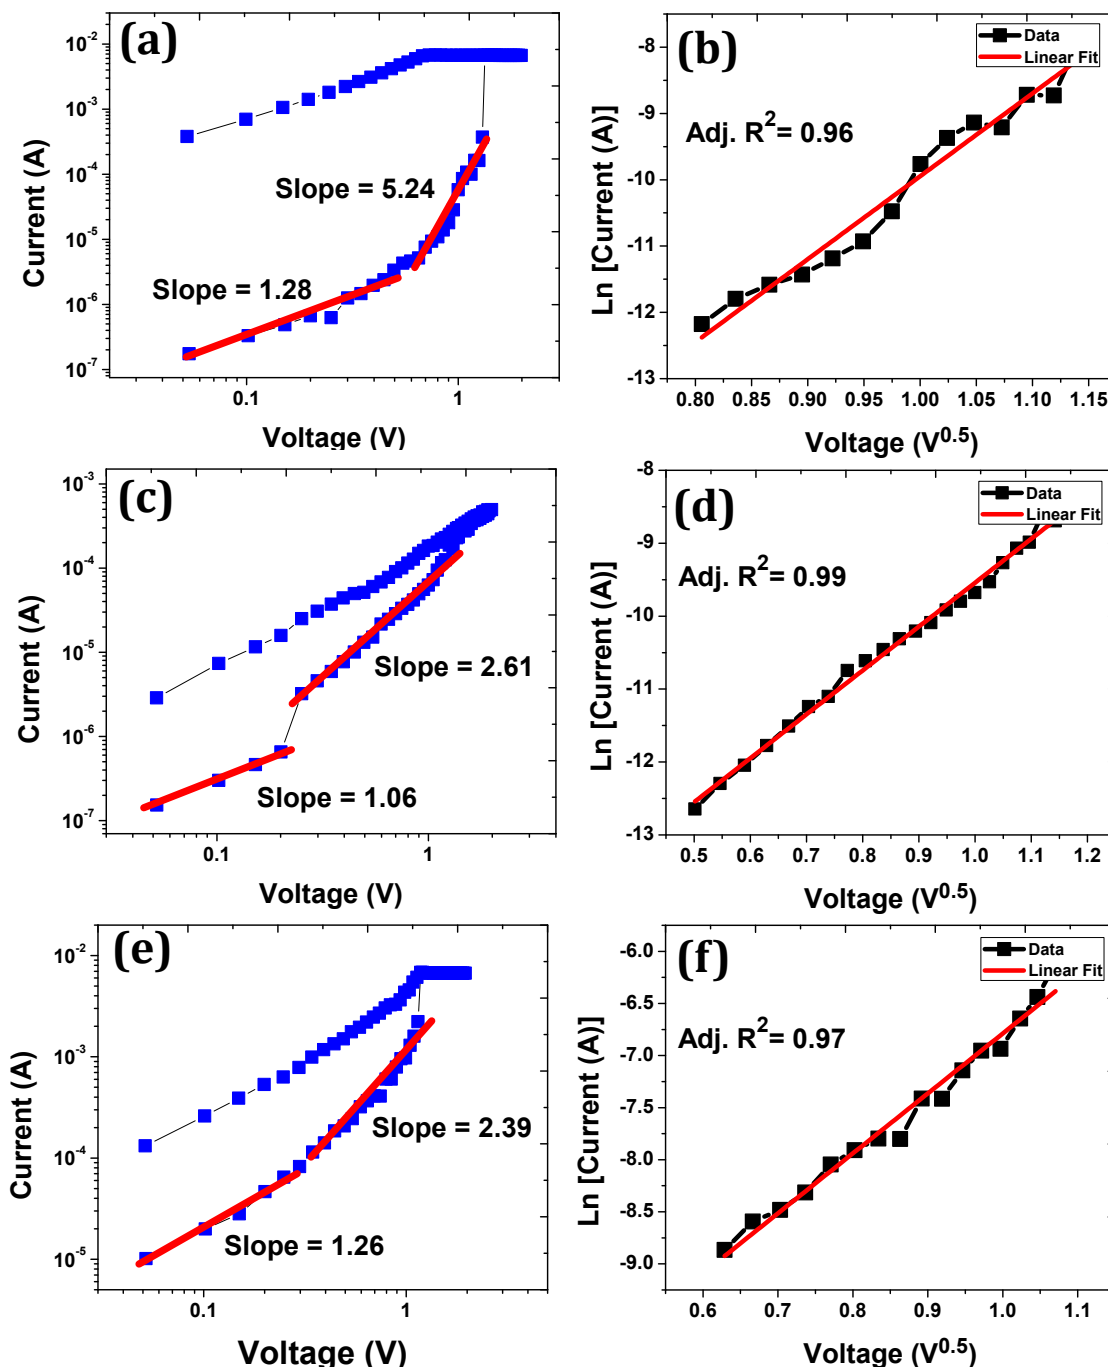 (a)
10⁻²
10⁻³
10⁻⁴
10⁻⁵
10⁻⁶
10⁻⁷
Current (A)
Slope = 5.24
Slope = 1.28
0.1 1
Voltage (V)
(b)
Data
Linear Fit
Adj. R²= 0.96
-8
-9
-10
-11
-12
-13
Ln [Current (A)]
0.80 0.85 0.90 0.95 1.00 1.05 1.10 1.15
Voltage (V⁰·⁵)
(c)
10⁻³
10⁻⁴
10⁻⁵
10⁻⁶
10⁻⁷
Current (A)
Slope = 2.61
Slope = 1.06
0.1 1
Voltage (V)
(d)
Data
Linear Fit
Adj. R²= 0.99
-8
-9
-10
-11
-12
-13
Ln [Current (A)]
0.5 0.6 0.7 0.8 0.9 1.0 1.1 1.2
Voltage (V⁰·⁵)
(e)
10⁻²
10⁻³
10⁻⁴
10⁻⁵
Current (A)
Slope = 2.39
Slope = 1.26
0.1 1
Voltage (V)
(f)
Data
Linear Fit
Adj. R²= 0.97
-6.0
-6.5
-7.0
-7.5
-8.0
-8.5
-9.0
Ln [Current (A)]
0.6 0.7 0.8 0.9 1.0 1.1
Voltage (V⁰·⁵)